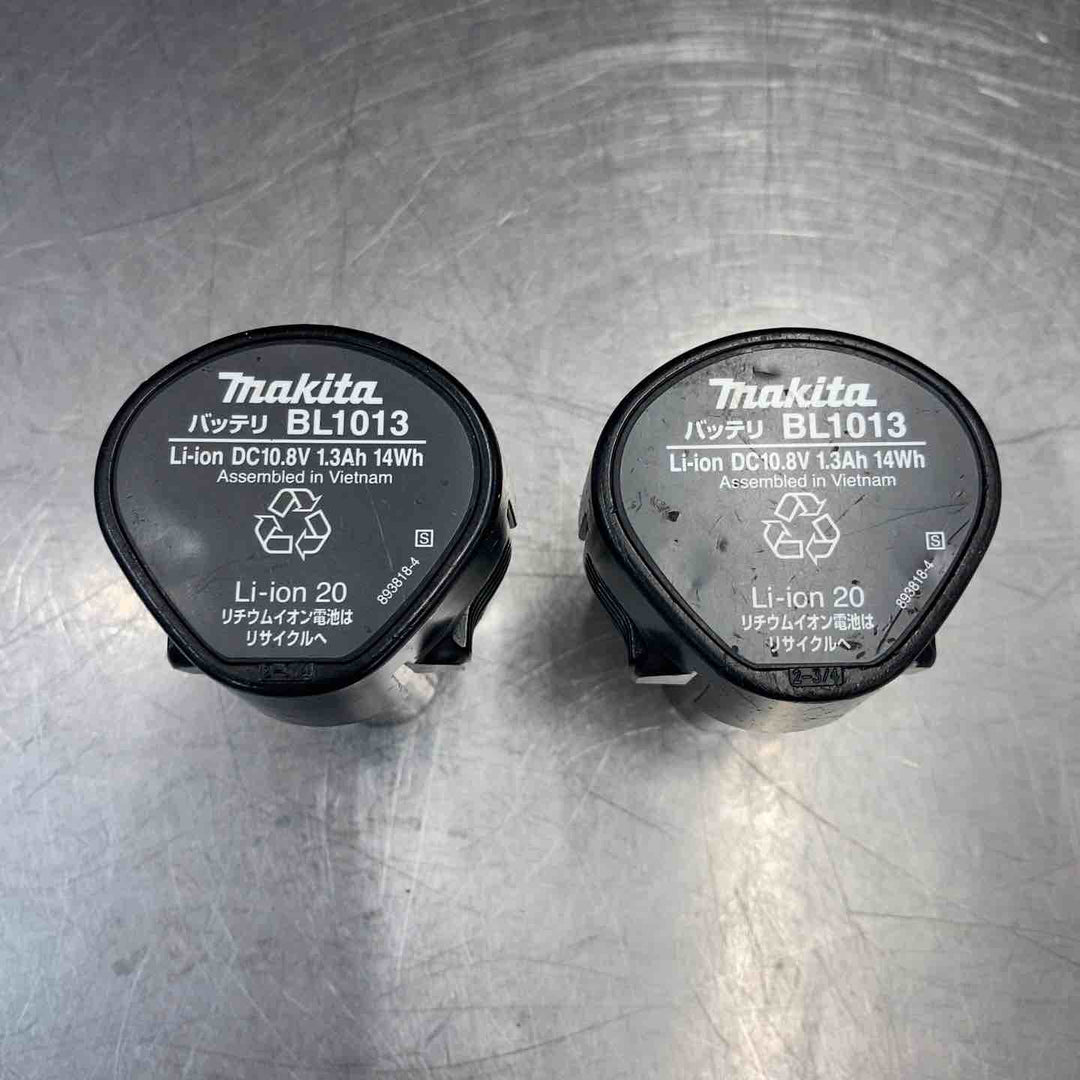 makita
バッテリ BL1013
Li-ion DC10.8V 1.3Ah 14Wh
Assembled in Vietnam
S
893818-4
Li-ion 20
リチウムイオン電池は
リサイクルへ
makita
バッテリ BL1013
Li-ion DC10.8V 1.3Ah 14Wh
Assembled in Vietnam
S
893818-4
Li-ion 20
リチウムイオン電池は
リサイクルへ
2-3/4